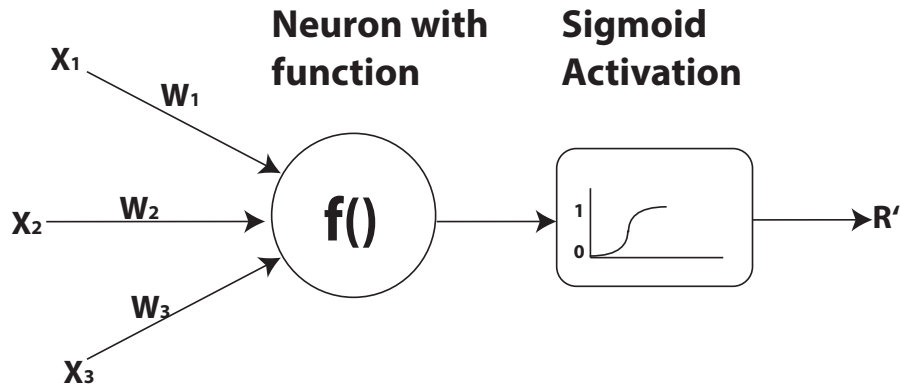 Neuron with
function
Sigmoid
Activation
X1
W1
X2
W2
f()
1
0
R‘
W3
X3